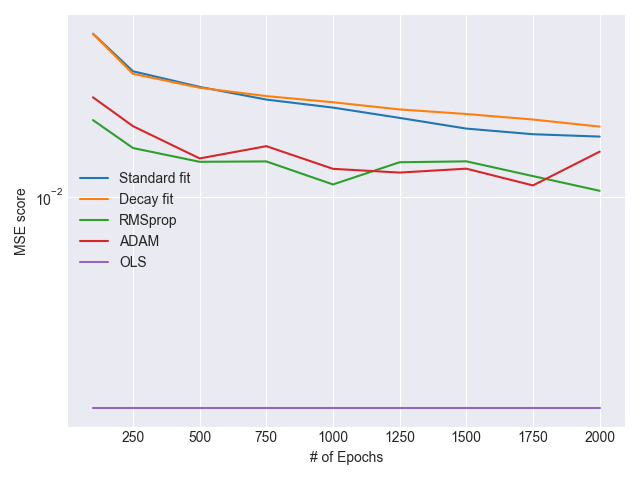 MSE score
10^-2
Standard fit
Decay fit
RMSprop
ADAM
OLS
250 500 750 1000 1250 1500 1750 2000
# of Epochs